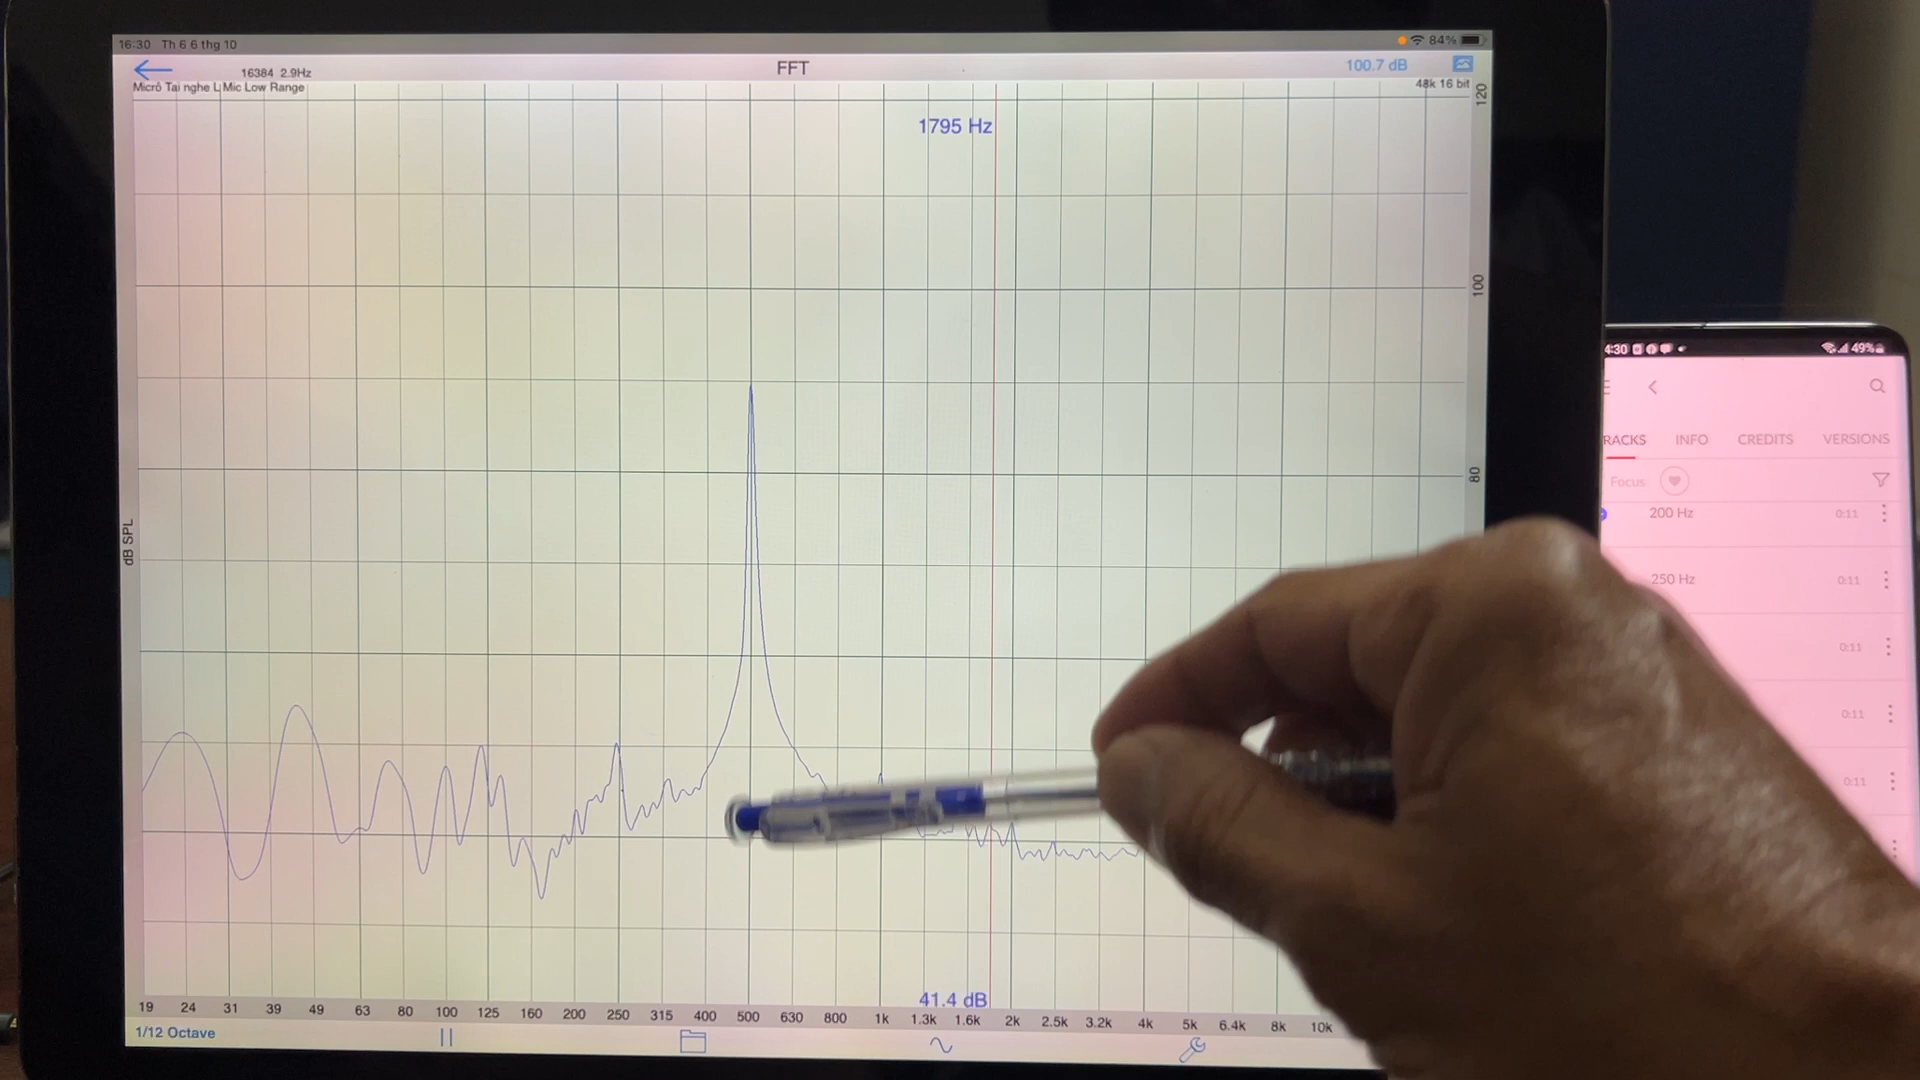 16:30 Th 6 6 thg 10
84%
16384 2.9Hz
FFT
100.7 dB
Micrô Tai nghe L Mic Low Range
48k 16 bit
1795 Hz
120
100
80
dB SPL
41.4 dB
19 24 31 39 49 63 80 100 125 160 200 250 315 400 500 630 800 1k 1.3k 1.6k 2k 2.5k 3.2k 4k 5k 6.4k 8k 10k
1/12 Octave
4:30
49%
RACKS INFO CREDITS VERSIONS
Focus
200 Hz 0:11
250 Hz 0:11
0:11
0:11
0:11